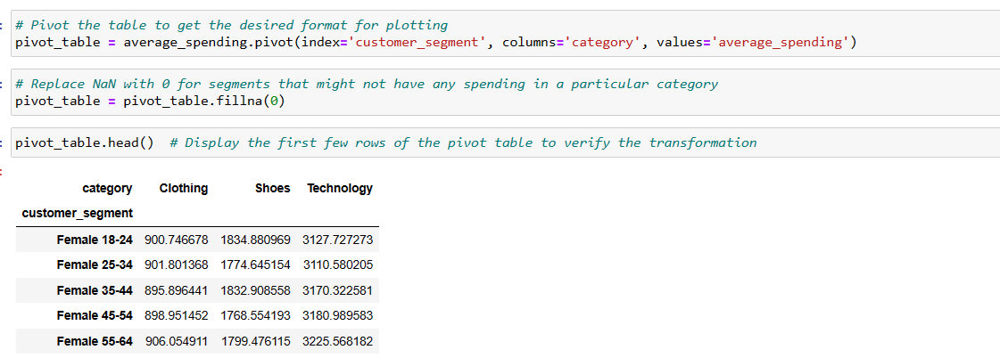 # Pivot the table to get the desired format for plotting
pivot_table = average_spending.pivot(index='customer_segment', columns='category', values='average_spending')
# Replace NaN with 0 for segments that might not have any spending in a particular category
pivot_table = pivot_table.fillna(0)
pivot_table.head()  # Display the first few rows of the pivot table to verify the transformation
category Clothing Shoes Technology
customer_segment
Female 18-24 900.746678 1834.880969 3127.727273
Female 25-34 901.801368 1774.645154 3110.580205
Female 35-44 895.896441 1832.908558 3170.322581
Female 45-54 898.951452 1768.554193 3180.989583
Female 55-64 906.054911 1799.476115 3225.568182